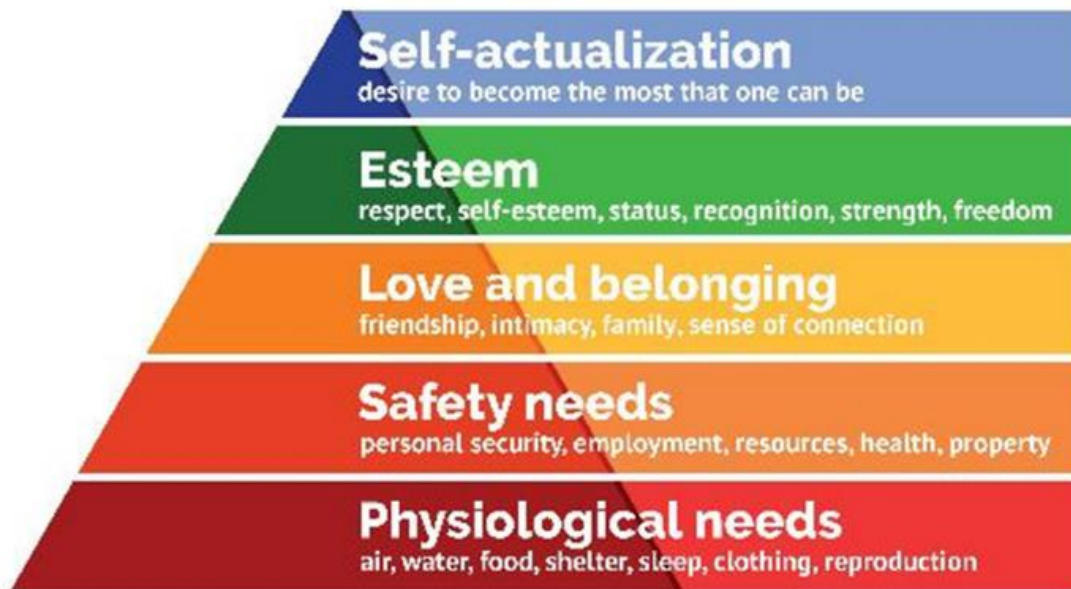 Self-actualization
desire to become the most that one can be
Esteem
respect, self-esteem, status, recognition, strength, freedom
Love and belonging
friendship, intimacy, family, sense of connection
Safety needs
personal security, employment, resources, health, property
Physiological needs
air, water, food, shelter, sleep, clothing, reproduction